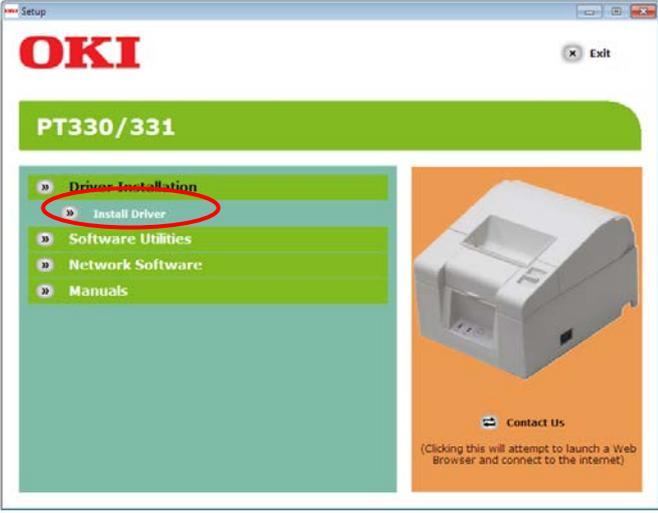 OKI
Setup
OKI
Exit
PT330/331
Driver Installation
Install Driver
Software Utilities
Network Software
Manuals
Contact Us
(Clicking this will attempt to launch a Web
Browser and connect to the internet)